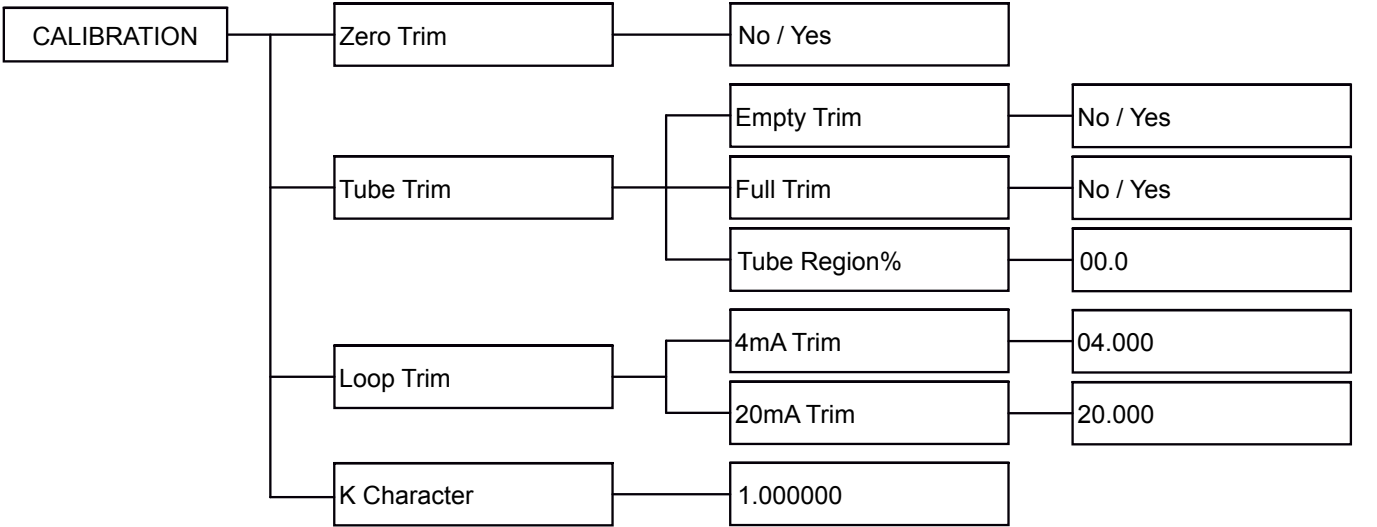 CALIBRATION
Zero Trim
No / Yes
Empty Trim
No / Yes
Tube Trim
Full Trim
No / Yes
Tube Region%
00.0
4mA Trim
04.000
Loop Trim
20mA Trim
20.000
K Character
1.000000